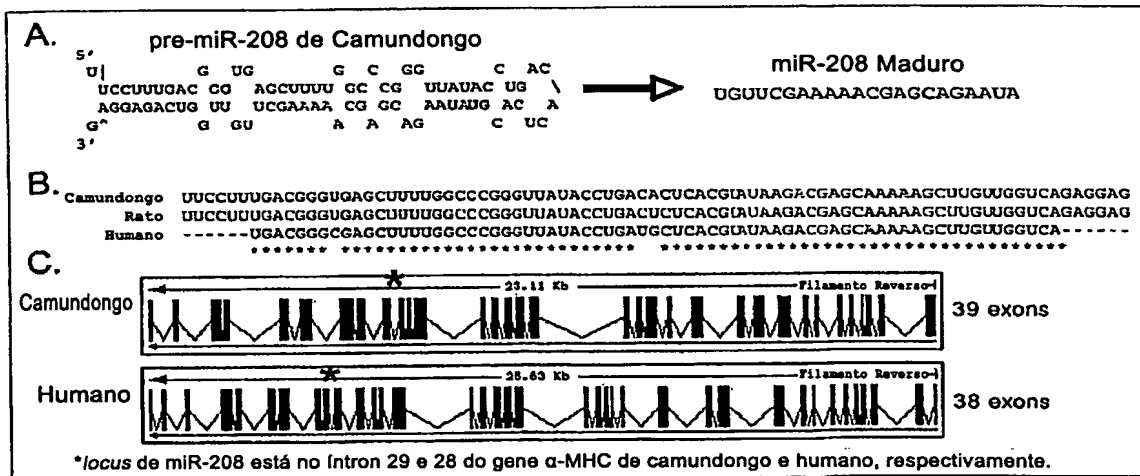 A.
pre-miR-208 de Camundongo
miR-208 Maduro
5'
U| G UG G C GG C AC
UCCUUUGAC CG AGCUUUU GC CG UUAUAC UG \
AGGAGACUG UU UCGAAAA CG GC AAUAUG AC A
G^ G GU A A AG C UC
3'
UGUUCGAAAAACGAGCAGAAUA
B.
Camundongo UUCCUUUGACGGGUGAGCUUUUGGCCCGGGUUAUACCUGACACUCACGUAUAAGACGAGCAAAAAGCUUGUUGGUCAGAGGAG
Rato UUCCUUUGACGGGUGAGCUUUUGGCCCGGGUUAUACCUGACUCUCACGUAUAAGACGAGCAAAAAGCUUGUUGGUCAGAGGAG
Humano ------UGACGGGCGAGCUUUUGGCCCGGGUUAUACCUGAUGCUCACGUAUAAGACGAGCAAAAAGCUUGUUGGUCA------
C.
*
Camundongo
23.11 Kb
Filamento Reverso
39 exons
*
Humano
25.63 Kb
Filamento Reverso
38 exons
*locus de miR-208 está no íntron 29 e 28 do gene α-MHC de camundongo e humano, respectivamente.